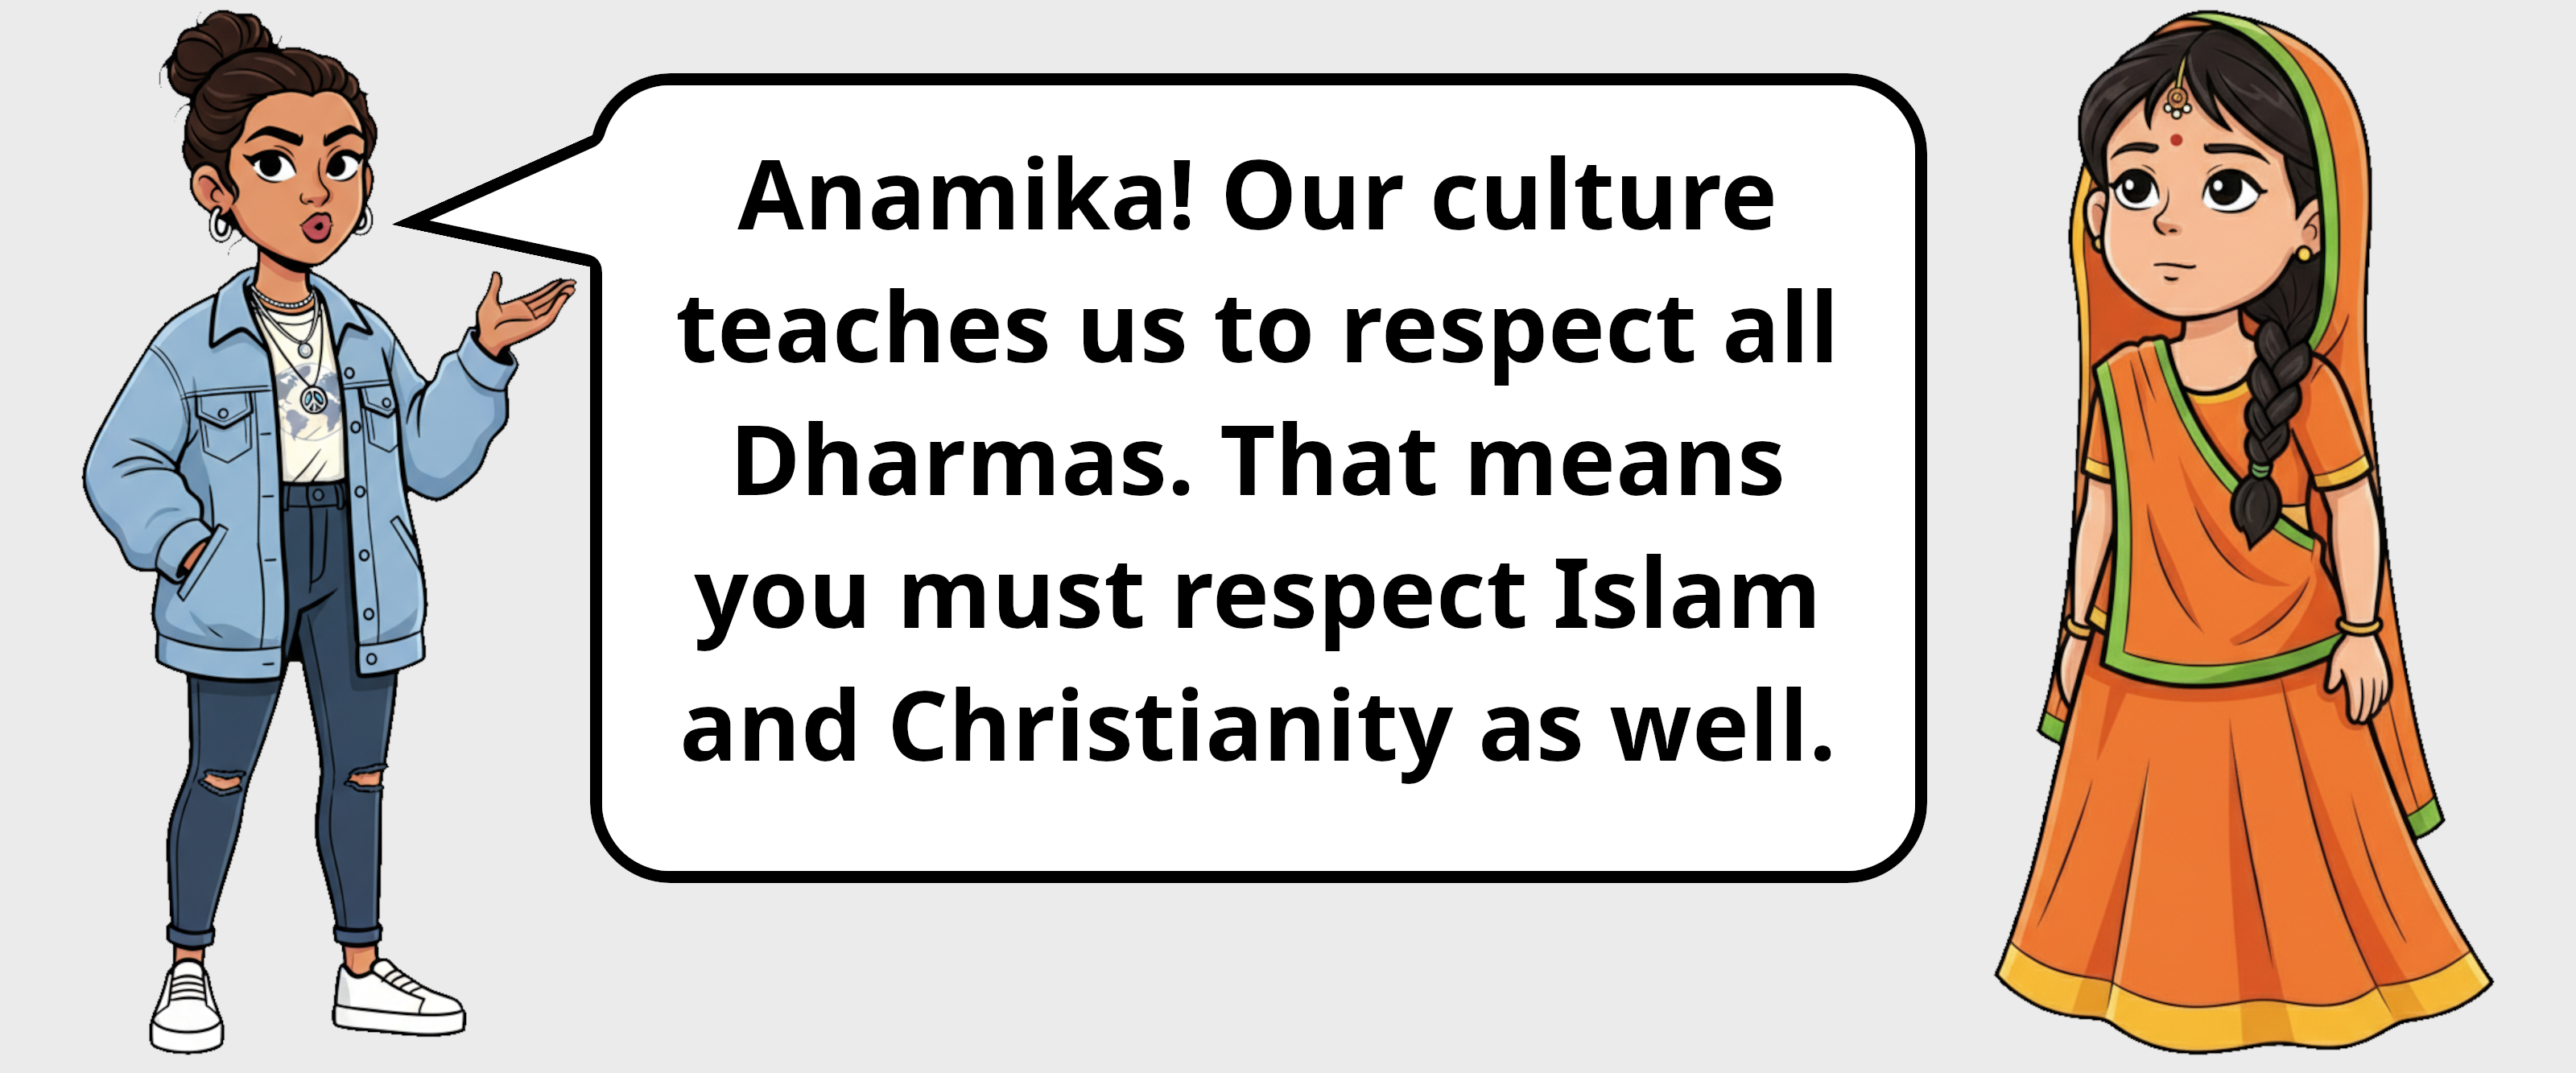 Anamika! Our culture
teaches us to respect all
Dharmas. That means
you must respect Islam
and Christianity as well.